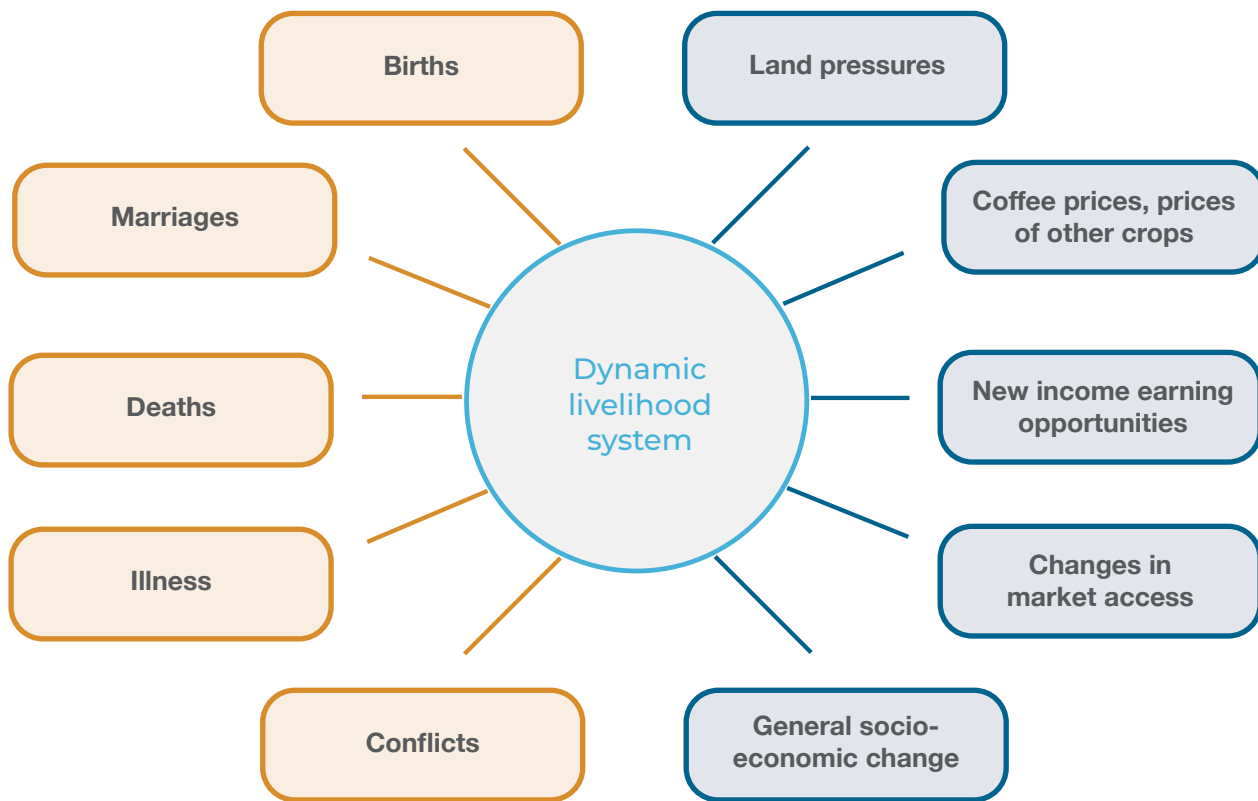 Births
Land pressures
Marriages
Coffee prices, prices
of other crops
Dynamic
livelihood
system
Deaths
New income earning
opportunities
Illness
Changes in
market access
Conflicts
General socio-
economic change